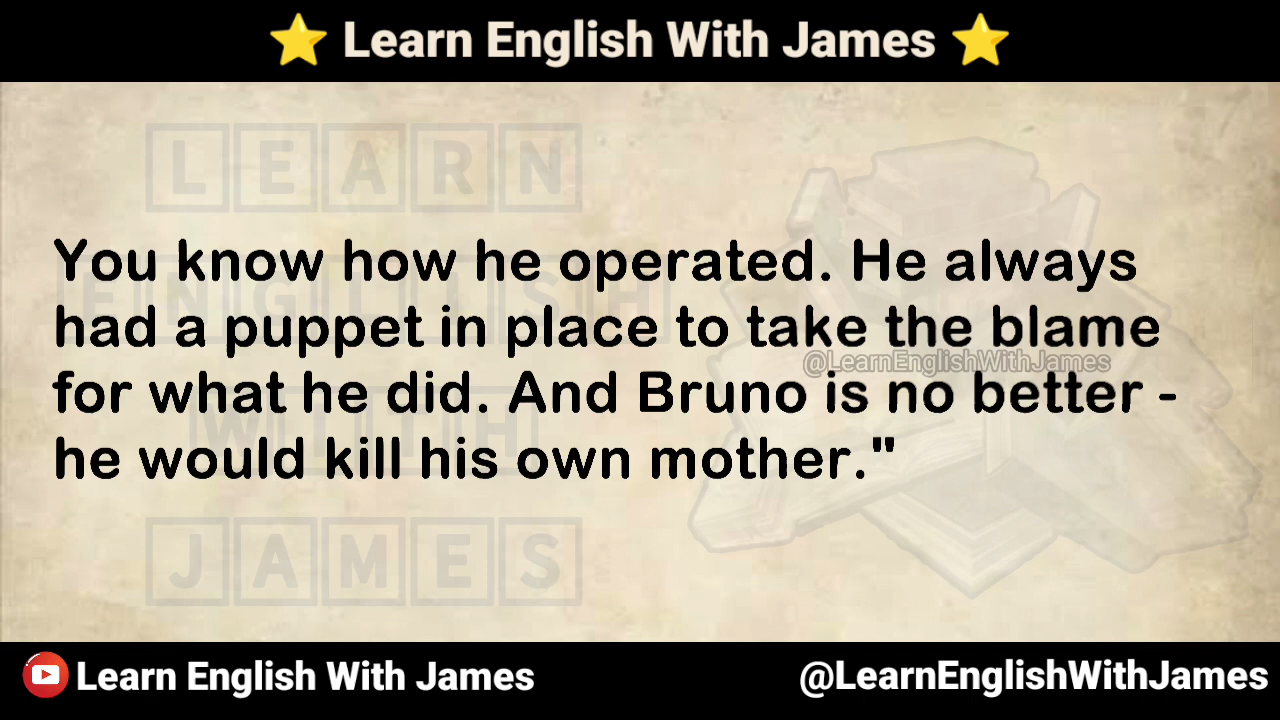 ⭐ Learn English With James ⭐
LEARN
ENGLISH
WITH
JAMES
You know how he operated. He always
had a puppet in place to take the blame
@LearnEnglishWithJames
for what he did. And Bruno is no better -
he would kill his own mother."
Learn English With James
@LearnEnglishWithJames